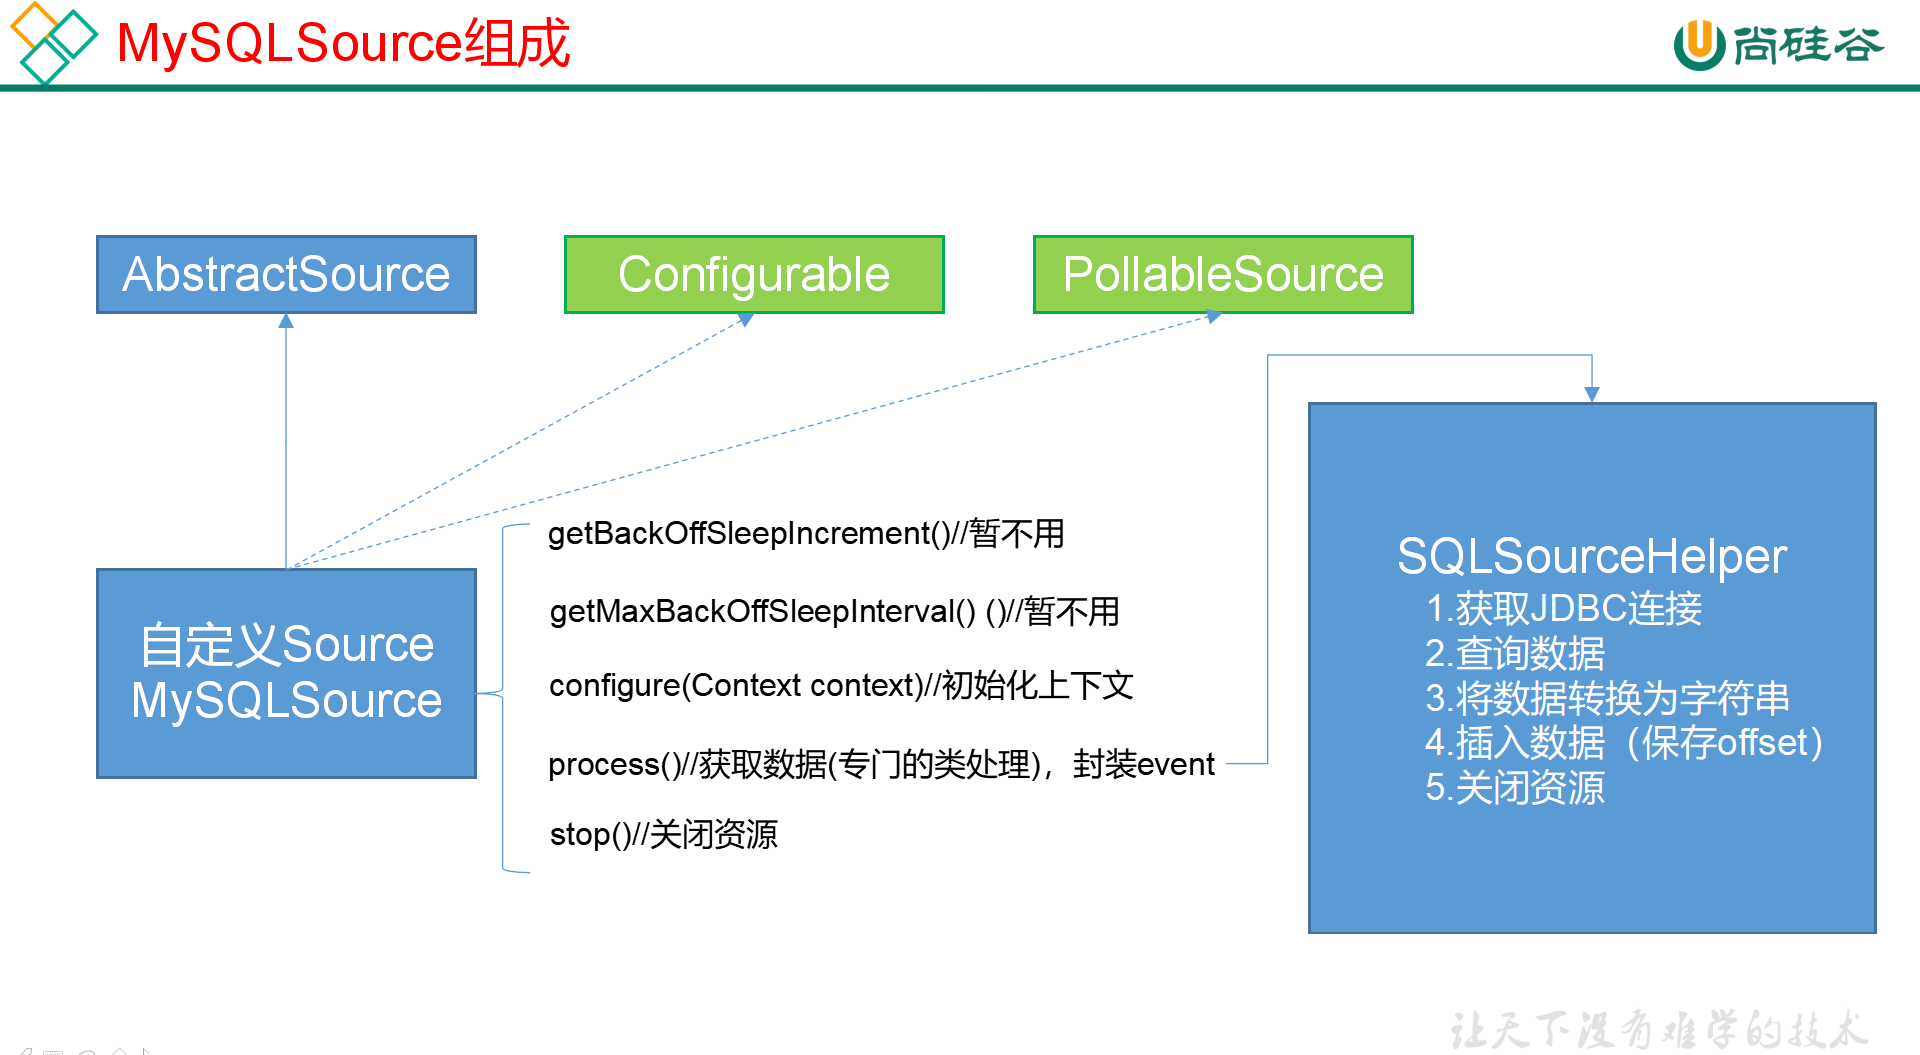 MySQLSource组成
尚硅谷
AbstractSource
Configurable
PollableSource
getBackOffSleepIncrement()//暂不用
getMaxBackOffSleepInterval() ()//暂不用
configure(Context context)//初始化上下文
process()//获取数据(专门的类处理)，封装event
stop()//关闭资源
自定义Source
MySQLSource
SQLSourceHelper
1.获取JDBC连接
2.查询数据
3.将数据转换为字符串
4.插入数据（保存offset）
5.关闭资源
让天下没有难学的技术